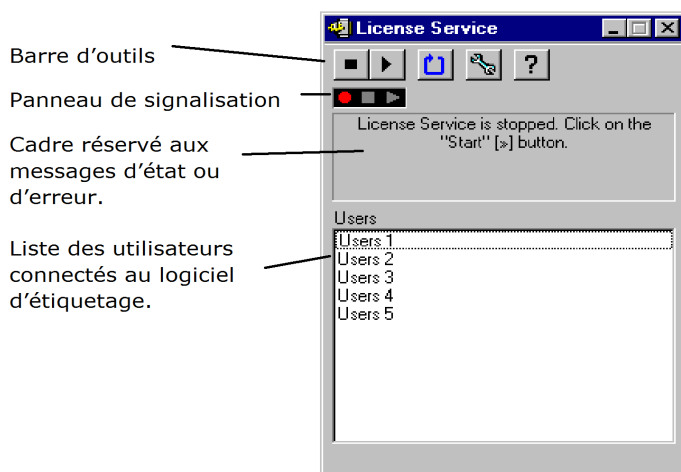 License Service
Barre d'outils
?
Panneau de signalisation
License Service is stopped. Click on the
"Start" [»] button.
Cadre réservé aux
messages d'état ou
d'erreur.
Users
Users 1
Users 2
Users 3
Users 4
Users 5
Liste des utilisateurs
connectés au logiciel
d'étiquetage.